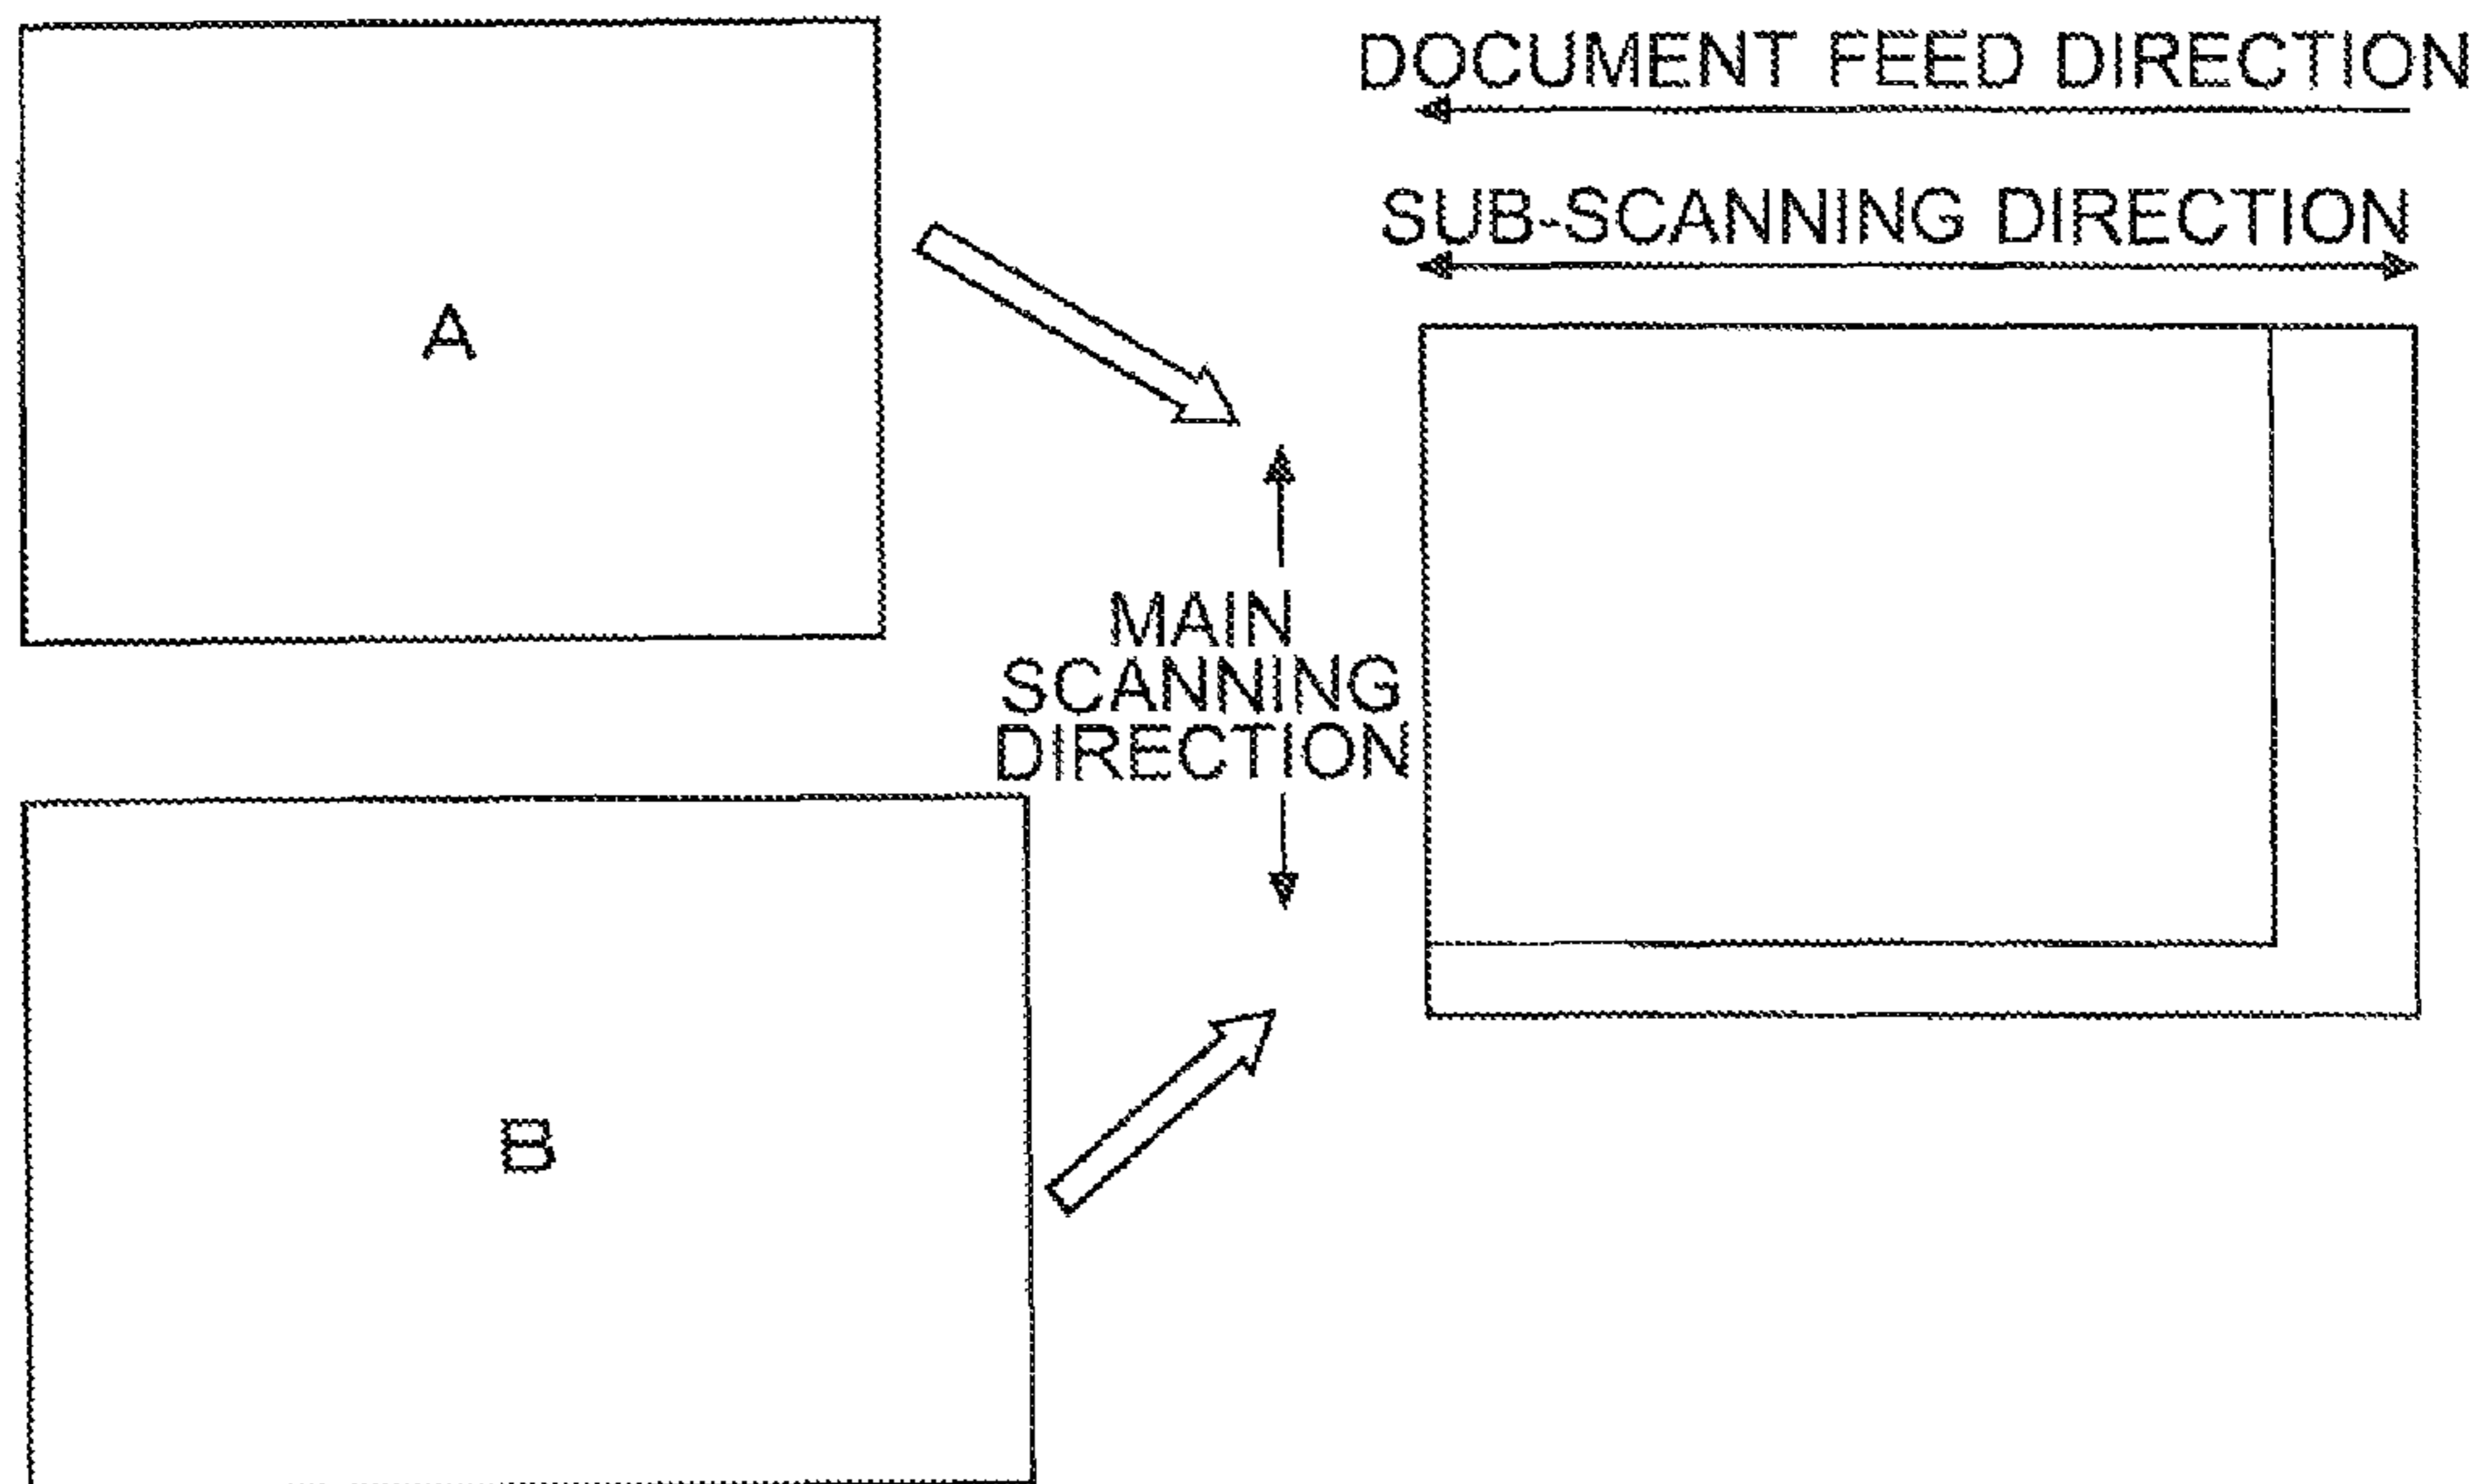 DOCUMENT FEED DIRECTION
SUB-SCANNING DIRECTION
A
MAIN
SCANNING
DIRECTION
B